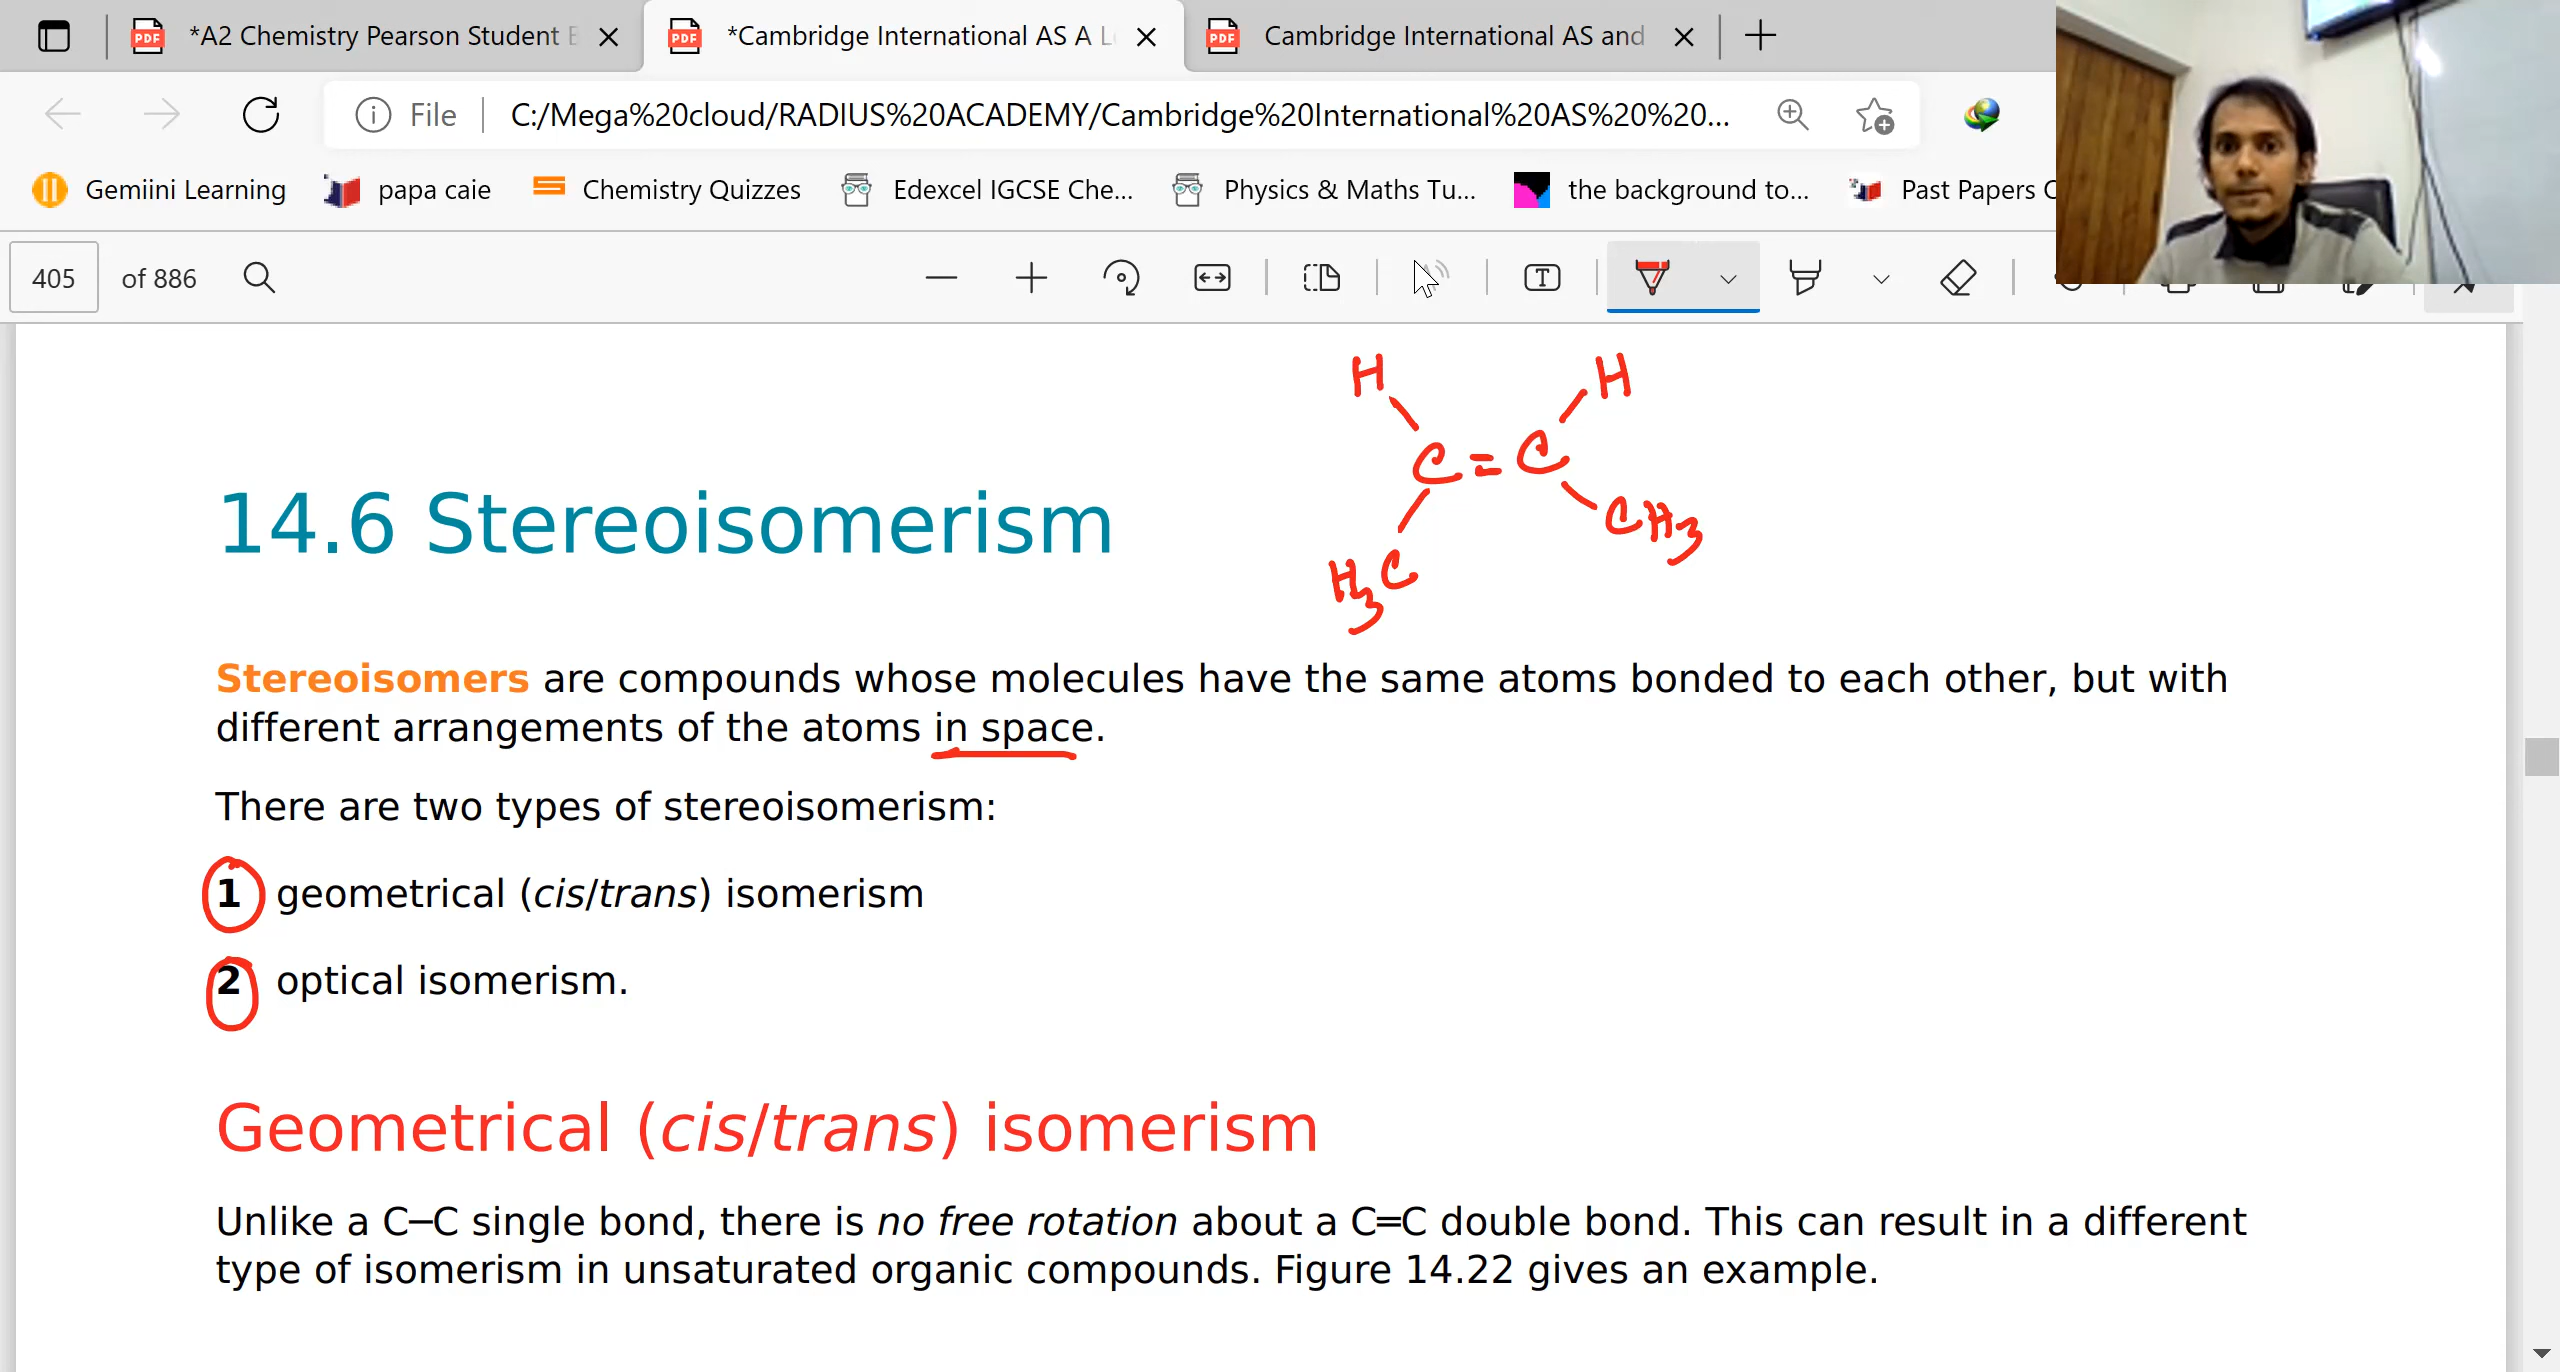 *A2 Chemistry Pearson Student
*Cambridge International AS A L
Cambridge International AS and
File
C:/Mega%20cloud/RADIUS%20ACADEMY/Cambridge%20International%20AS%20%20...
Gemiini Learning
papa caie
Chemistry Quizzes
Edexcel IGCSE Che...
Physics & Maths Tu...
the background to...
Past Papers
405 of 886
H H
C = C
H3C CH3
14.6 Stereoisomerism
Stereoisomers are compounds whose molecules have the same atoms bonded to each other, but with
different arrangements of the atoms in space.
There are two types of stereoisomerism:
1 geometrical (cis/trans) isomerism
2 optical isomerism.
Geometrical (cis/trans) isomerism
Unlike a C–C single bond, there is no free rotation about a C=C double bond. This can result in a different
type of isomerism in unsaturated organic compounds. Figure 14.22 gives an example.